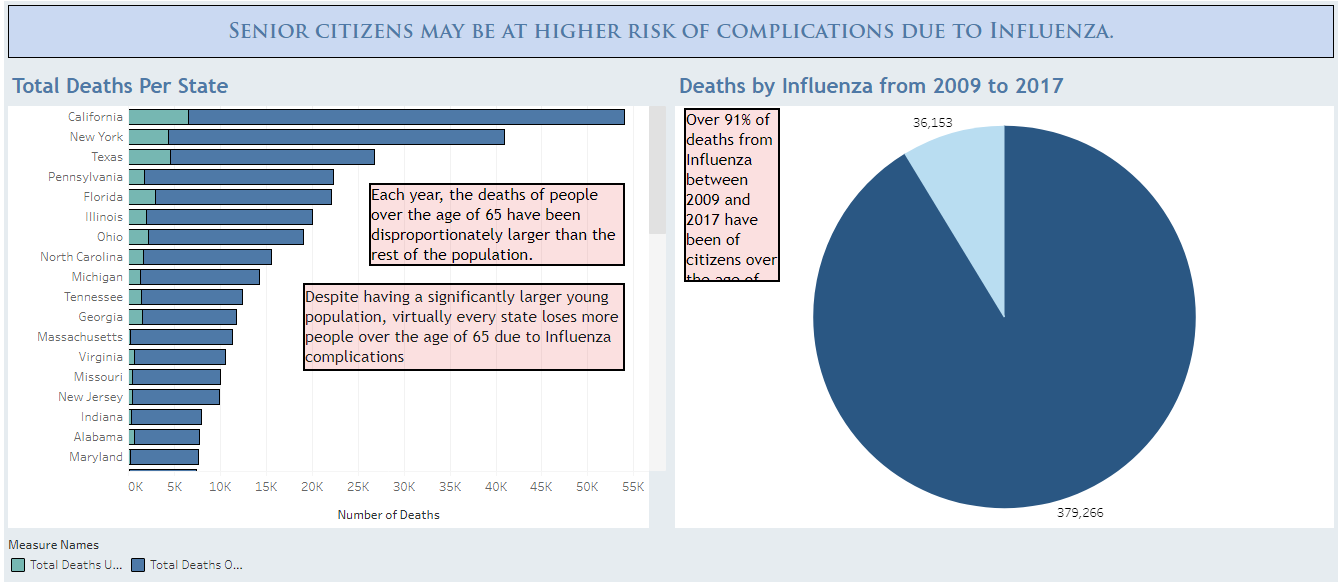 Senior citizens may be at higher risk of complications due to Influenza.
Total Deaths Per State
California
New York
Texas
Pennsylvania
Florida
Illinois
Ohio
North Carolina
Michigan
Tennessee
Georgia
Massachusetts
Virginia
Missouri
New Jersey
Indiana
Alabama
Maryland
Each year, the deaths of people
over the age of 65 have been
disproportionately larger than the
rest of the population.
Despite having a significantly larger young
population, virtually every state loses more
people over the age of 65 due to Influenza
complications
0K 5K 10K 15K 20K 25K 30K 35K 40K 45K 50K 55K
Number of Deaths
Measure Names
Total Deaths U... Total Deaths O...
Deaths by Influenza from 2009 to 2017
Over 91% of
deaths from
Influenza
between
2009 and
2017 have
been of
citizens over
the age of
36,153
379,266